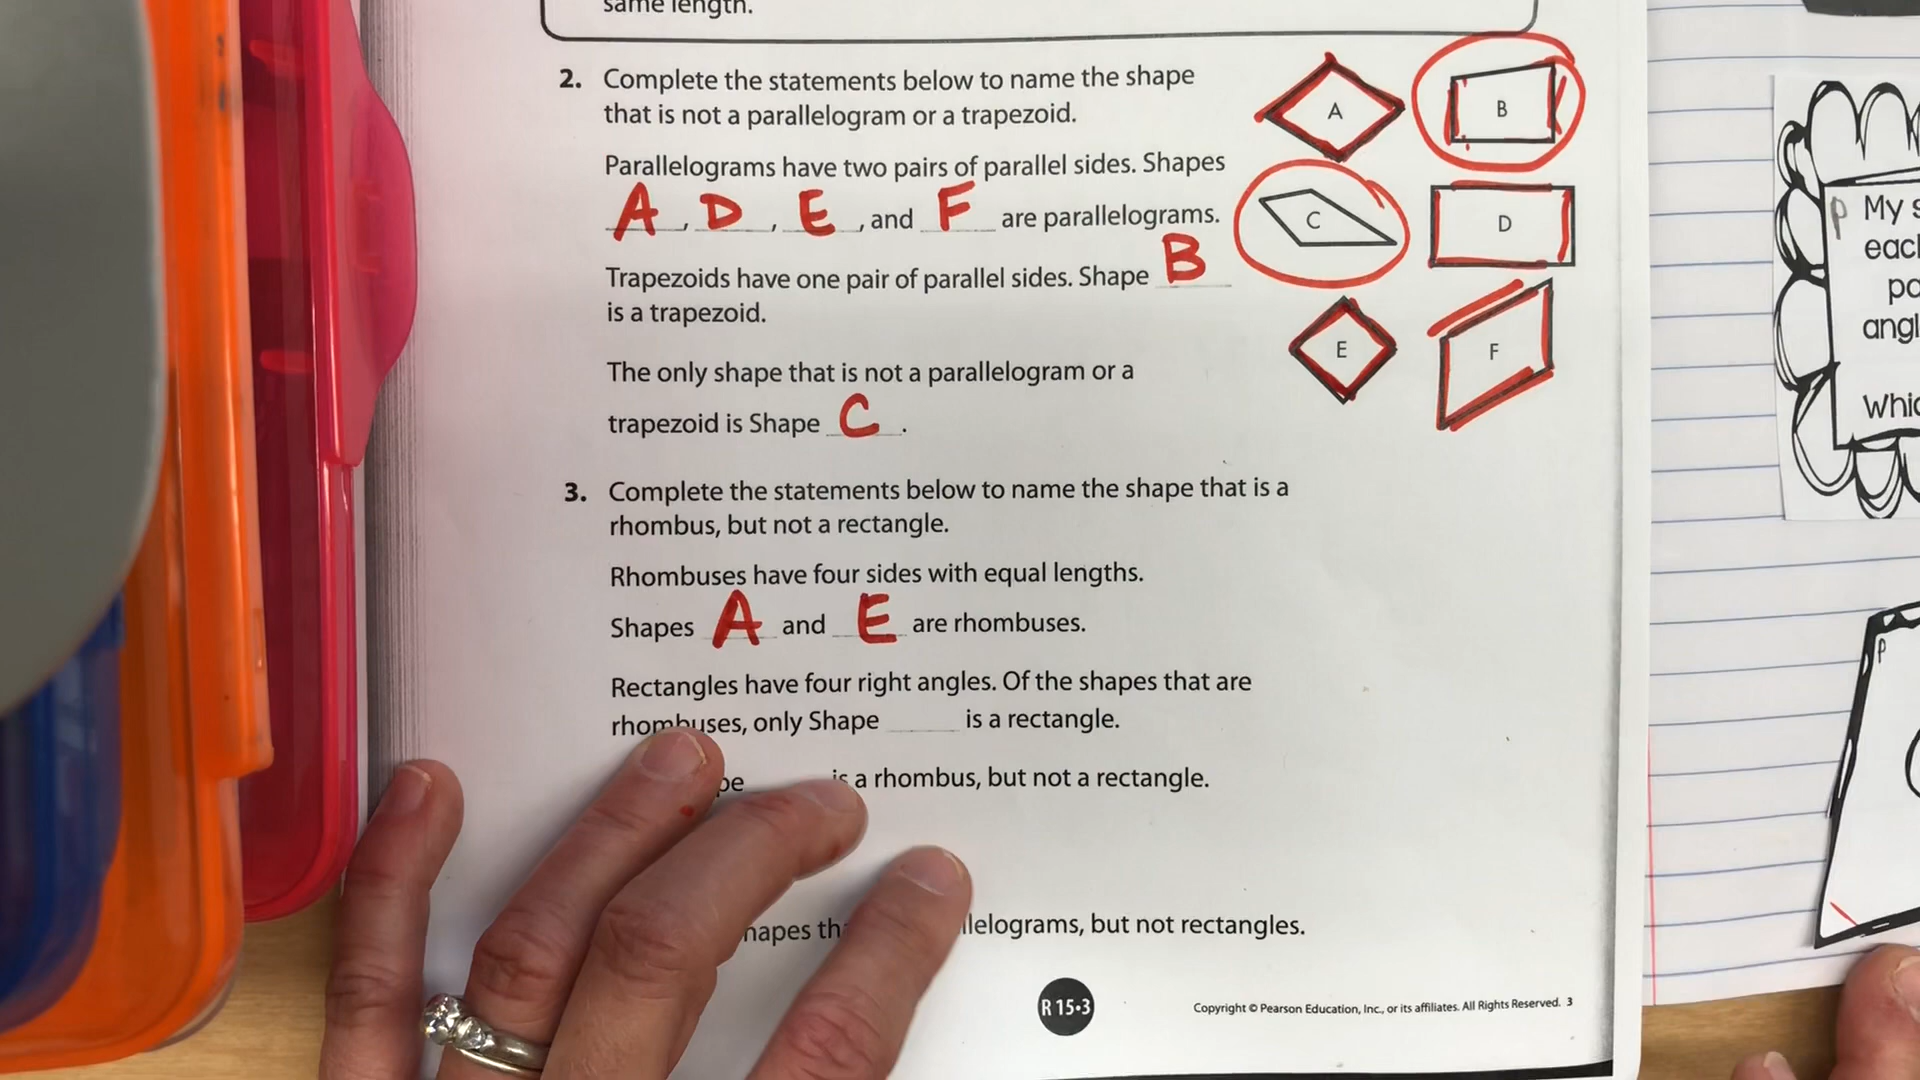 same length.
2. Complete the statements below to name the shape
that is not a parallelogram or a trapezoid.
Parallelograms have two pairs of parallel sides. Shapes
A, D, E, and F are parallelograms.
Trapezoids have one pair of parallel sides. Shape B
is a trapezoid.
The only shape that is not a parallelogram or a
trapezoid is Shape C.
A
B
C
D
E
F
3. Complete the statements below to name the shape that is a
rhombus, but not a rectangle.
Rhombuses have four sides with equal lengths.
Shapes A and E are rhombuses.
Rectangles have four right angles. Of the shapes that are
rhombuses, only Shape ____ is a rectangle.
is a rhombus, but not a rectangle.
but not rectangles.
R 15•3
Copyright © Pearson Education, Inc., or its affiliates. All Rights Reserved. 3
My